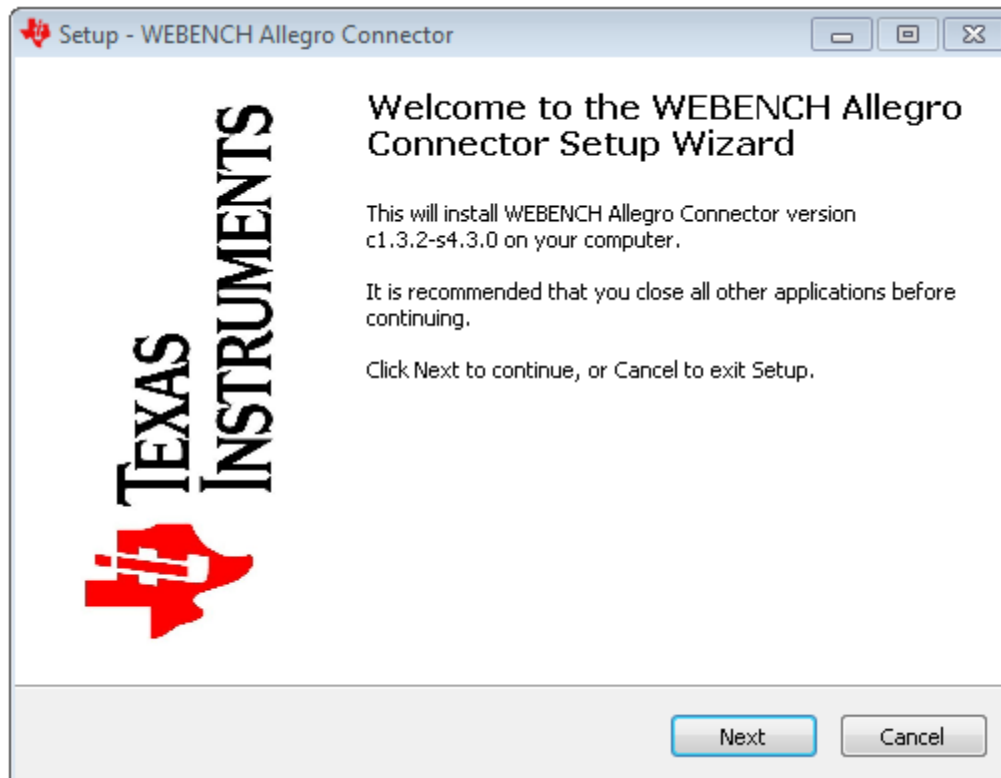 Setup - WEBENCH Allegro Connector
TEXAS
INSTRUMENTS
Welcome to the WEBENCH Allegro
Connector Setup Wizard
This will install WEBENCH Allegro Connector version
c1.3.2-s4.3.0 on your computer.
It is recommended that you close all other applications before
continuing.
Click Next to continue, or Cancel to exit Setup.
Next
Cancel